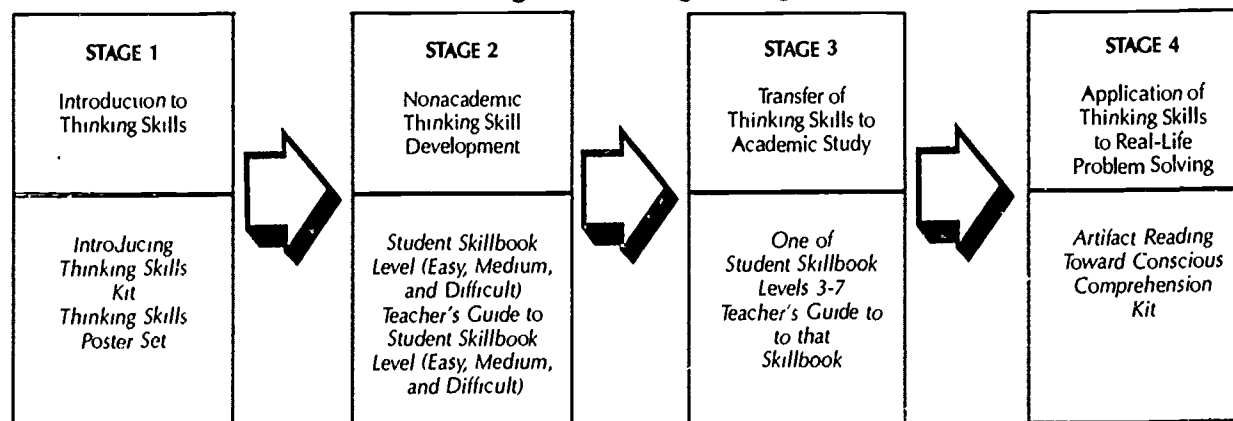 STAGE 1
Introduction to
Thinking Skills
Introducing
Thinking Skills
Kit
Thinking Skills
Poster Set
STAGE 2
Nonacademic
Thinking Skill
Development
Student Skillbook
Level (Easy, Medium,
and Difficult)
Teacher's Guide to
Student Skillbook
Level (Easy, Medium,
and Difficult)
STAGE 3
Transfer of
Thinking Skills to
Academic Study
One of
Student Skillbook
Levels 3-7
Teacher's Guide to
to that
Skillbook
STAGE 4
Application of
Thinking Skills
to Real-Life
Problem Solving
Artifact Reading
Toward Conscious
Comprehension
Kit